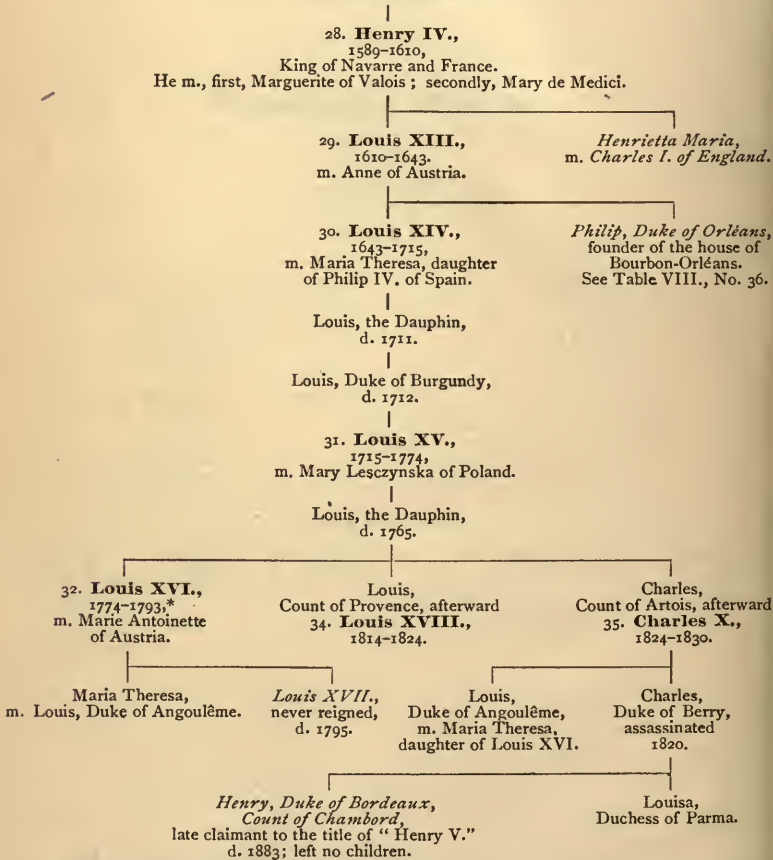 28. Henry IV.,
1589-1610,
King of Navarre and France.
He m., first, Marguerite of Valois ; secondly, Mary de Medici.
29. Louis XIII.,
1610-1643.
m. Anne of Austria.
Henrietta Maria,
m. Charles I. of England.
30. Louis XIV.,
1643-1715,
m. Maria Theresa, daughter
of Philip IV. of Spain.
Philip, Duke of Orléans,
founder of the house of
Bourbon-Orléans.
See Table VIII., No. 36.
Louis, the Dauphin,
d. 1711.
Louis, Duke of Burgundy,
d. 1712.
31. Louis XV.,
1715-1774,
m. Mary Lesczynska of Poland.
Louis, the Dauphin,
d. 1765.
32. Louis XVI.,
1774-1793,*
m. Marie Antoinette
of Austria.
Louis,
Count of Provence, afterward
34. Louis XVIII.,
1814-1824.
Charles,
Count of Artois, afterward
35. Charles X.,
1824-1830.
Maria Theresa,
m. Louis, Duke of Angoulême.
Louis XVII.,
never reigned,
d. 1795.
Louis,
Duke of Angoulême,
m. Maria Theresa,
daughter of Louis XVI.
Charles,
Duke of Berry,
assassinated
1820.
Henry, Duke of Bordeaux,
Count of Chambord,
late claimant to the title of " Henry V."
d. 1883; left no children.
Louisa,
Duchess of Parma.